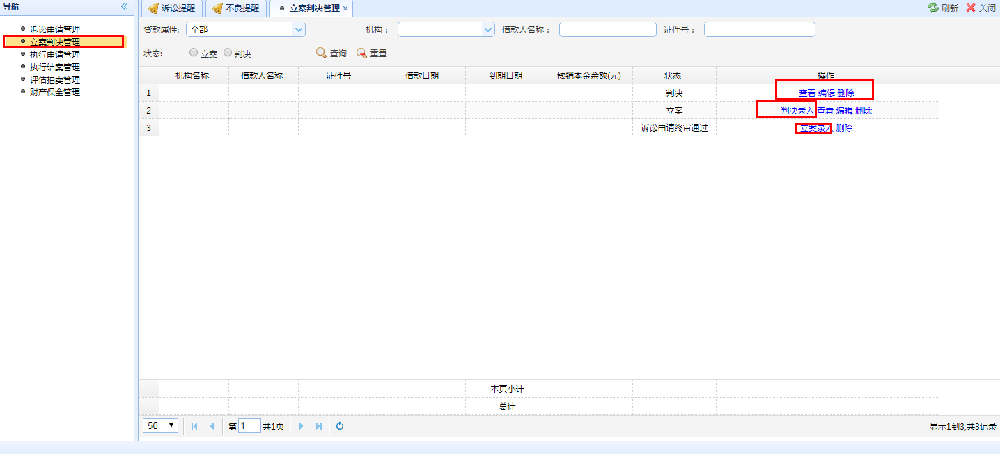 导航
诉讼申请管理
立案判决管理
执行申请管理
执行结案管理
评估拍卖管理
财产保全管理
诉讼提醒 不良提醒 立案判决管理 × 刷新 关闭
贷款属性: 全部 机构： 借款人名称： 证件号：
状态: 立案 判决 查询 重置
机构名称 借款人名称 证件号 借款日期 到期日期 核销本金余额(元) 状态 操作
1 判决 查看 编辑 删除
2 立案 判决录入 查看 编辑 删除
3 诉讼申请终审通过 立案录入 删除
本页小计
总计
50 第 1 共1页 显示1到3,共3记录